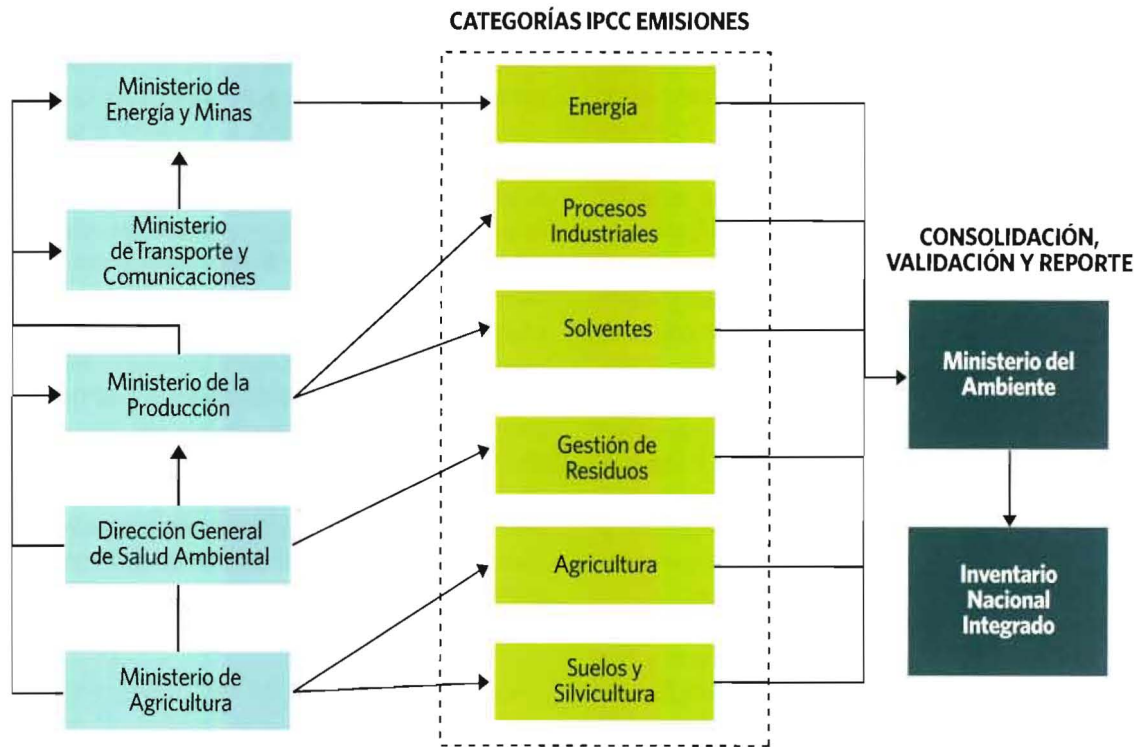 CATEGORÍAS IPCC EMISIONES
Ministerio de
Energía y Minas
Ministerio
de Transporte y
Comunicaciones
Ministerio de la
Producción
Dirección General
de Salud Ambiental
Ministerio de
Agricultura
Energía
Procesos
Industriales
Solventes
Gestión de
Residuos
Agricultura
Suelos y
Silvicultura
CONSOLIDACIÓN,
VALIDACIÓN Y REPORTE
Ministerio del
Ambiente
Inventario
Nacional
Integrado